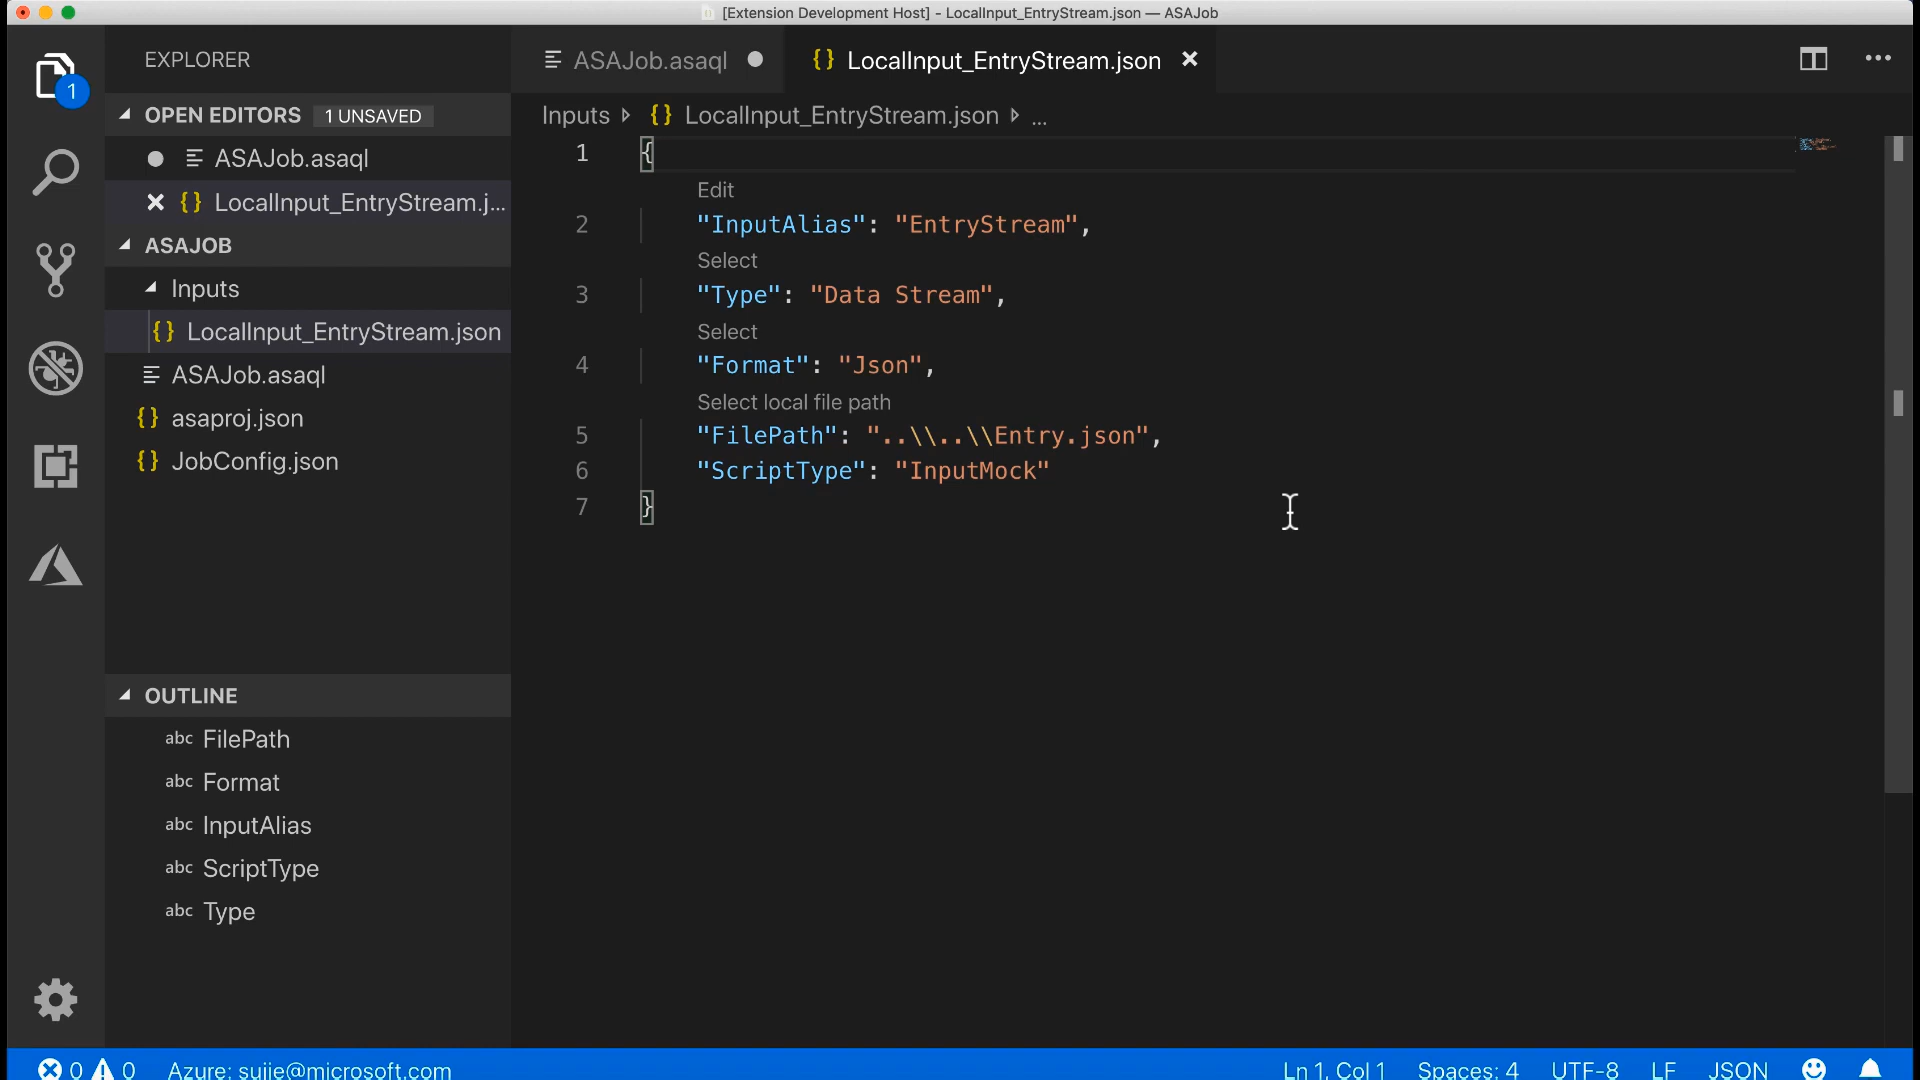 [Extension Development Host] - LocalInput_EntryStream.json — ASAJob
1
EXPLORER
OPEN EDITORS 1 UNSAVED
ASAJob.asaql
LocalInput_EntryStream.j...
ASAJOB
Inputs
{} LocalInput_EntryStream.json
ASAJob.asaql
{} asaproj.json
{} JobConfig.json
OUTLINE
abc FilePath
abc Format
abc InputAlias
abc ScriptType
abc Type
ASAJob.asaql
{} LocalInput_EntryStream.json
Inputs {} LocalInput_EntryStream.json ...
1 {
Edit
2 "InputAlias": "EntryStream",
Select
3 "Type": "Data Stream",
Select
4 "Format": "Json",
Select local file path
5 "FilePath": "..\\..\\Entry.json",
6 "ScriptType": "InputMock"
7 }
0 0 Azure: sujie@microsoft.com Ln 1, Col 1 Spaces: 4 UTF-8 LF JSON